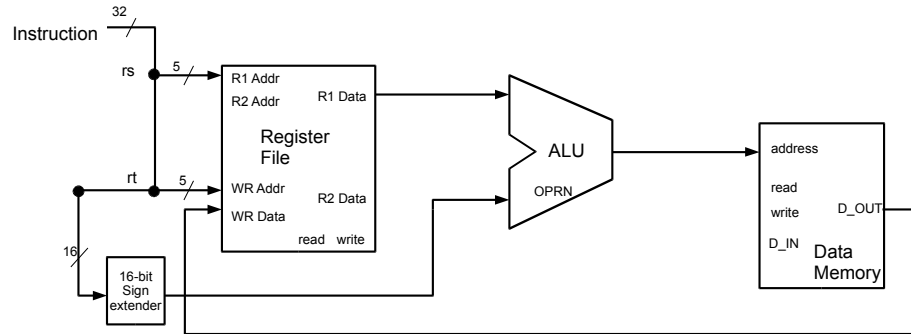 32
Instruction
rs
5
R1 Addr
R2 Addr
R1 Data
Register
File
rt
5
WR Addr
R2 Data
WR Data
read write
16
16-bit
Sign
extender
ALU
OPRN
address
read
write
D_OUT
D_IN
Data
Memory